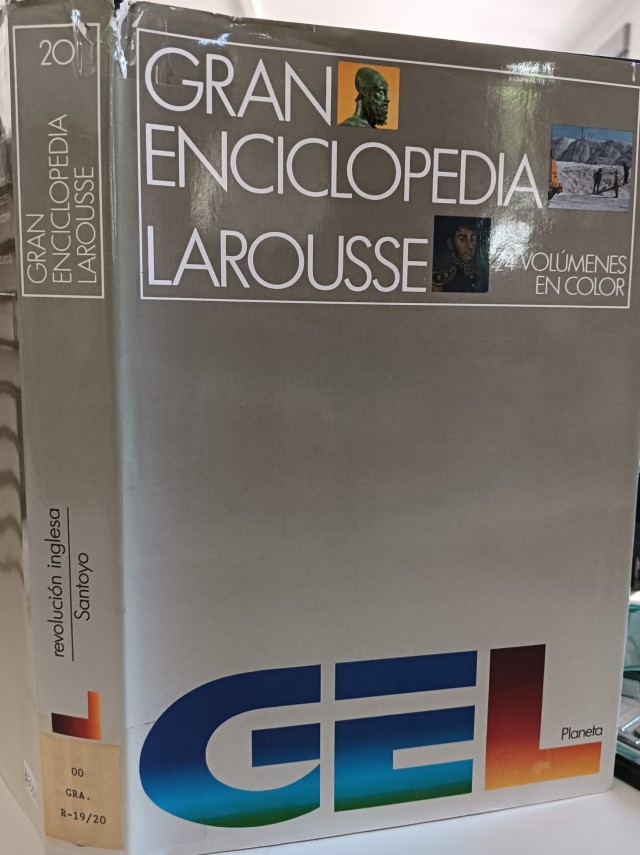 20
GRAN
ENCICLOPEDIA
LAROUSSE
revolución inglesa
Santoyo
L
00
GRA.
R-19/20
GRAN
ENCICLOPEDIA
LAROUSSE
24 VOLÚMENES
EN COLOR
GEL
Planeta